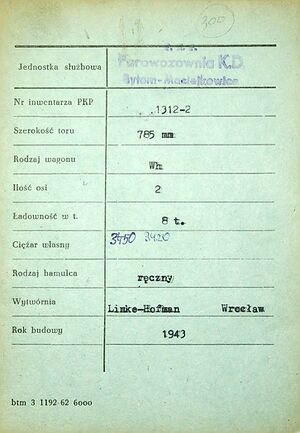 300
P. K. P.
Jednostka służbowa Parowozownia K.D.
Bytom-Maciejkowice
Nr inwentarza PKP 1312-2
Szerokość toru 785 mm
Rodzaj wagonu
Ilość osi 2
Ładowność w t. 8 t.
Ciężar własny 3450 3420
Rodzaj hamulca ręczny
Wytwórnia Linke-Hofman Wrocław
Rok budowy 1943
btm 3 1192-62 6000